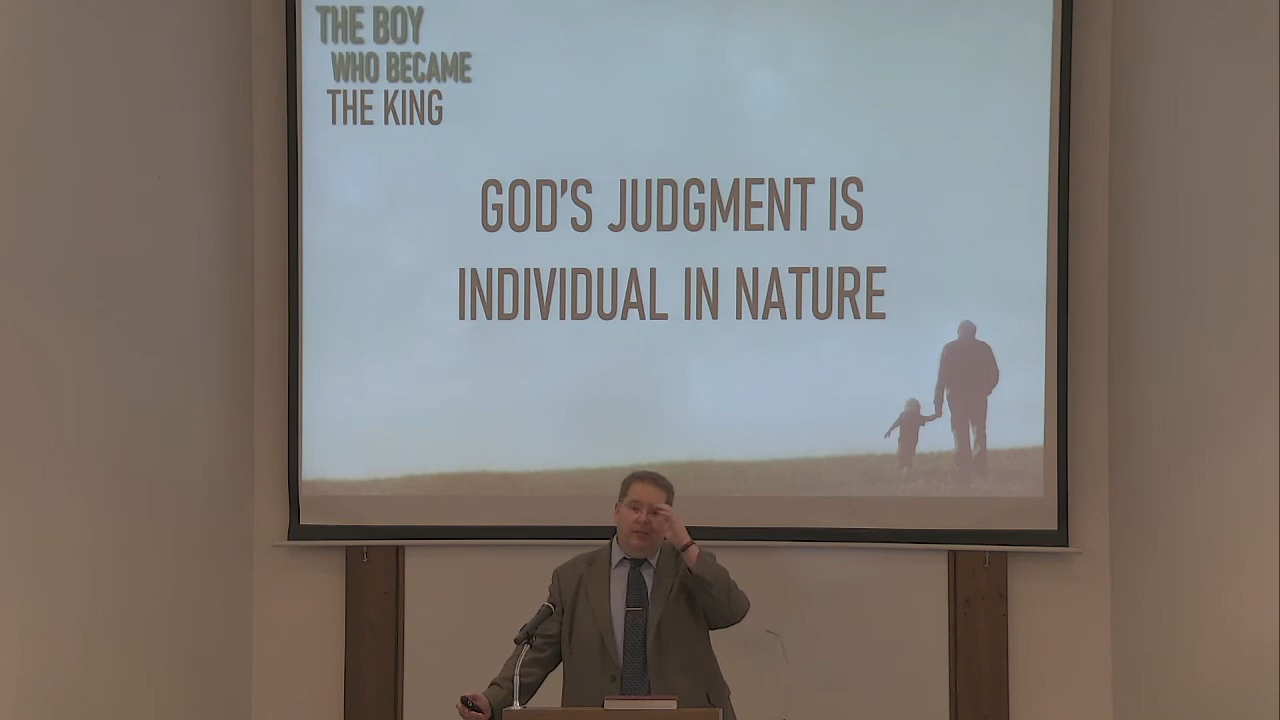 THE BOY
WHO BECAME
THE KING
GOD'S JUDGMENT IS
INDIVIDUAL IN NATURE